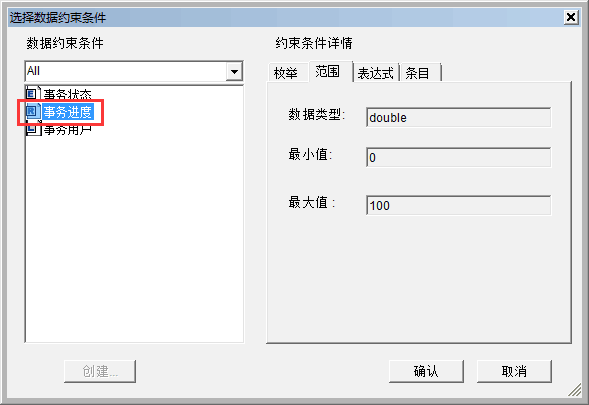 选择数据约束条件
数据约束条件
All
事务状态
事务进度
事务用户
约束条件详情
枚举 范围 表达式 条目
数据类型: double
最小值: 0
最大值: 100
创建...
确认 取消